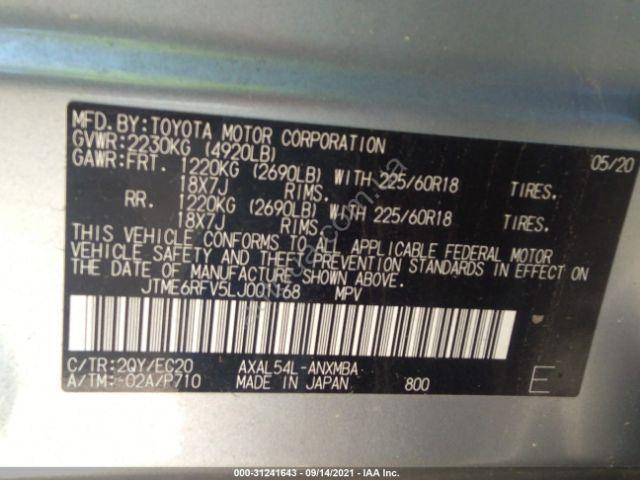 MFD.BY:TOYOTA MOTOR CORPORATION 05/20
GVWR:2230KG (4920LB)
GAWR:FRT. 1220KG (2690LB) WITH 225/60R18 TIRES.
18X7J RIMS.
RR. 1220KG (2690LB) WITH 225/60R18 TIRES.
18X7J RIMS.
THIS VEHICLE CONFORMS TO ALL APPLICABLE FEDERAL MOTOR
VEHICLE SAFETY AND THEFT PREVENTION STANDARDS IN EFFECT ON
THE DATE OF MANUFACTURE SHOWN ABOVE.
JTME6RFV5LJ001168 MPV
C/TR:2QY/EC20 AXAL54L-ANXMBA
A/TM:-02A/P710 MADE IN JAPAN 800 E
000-31241643 - 09/14/2021 - IAA Inc.